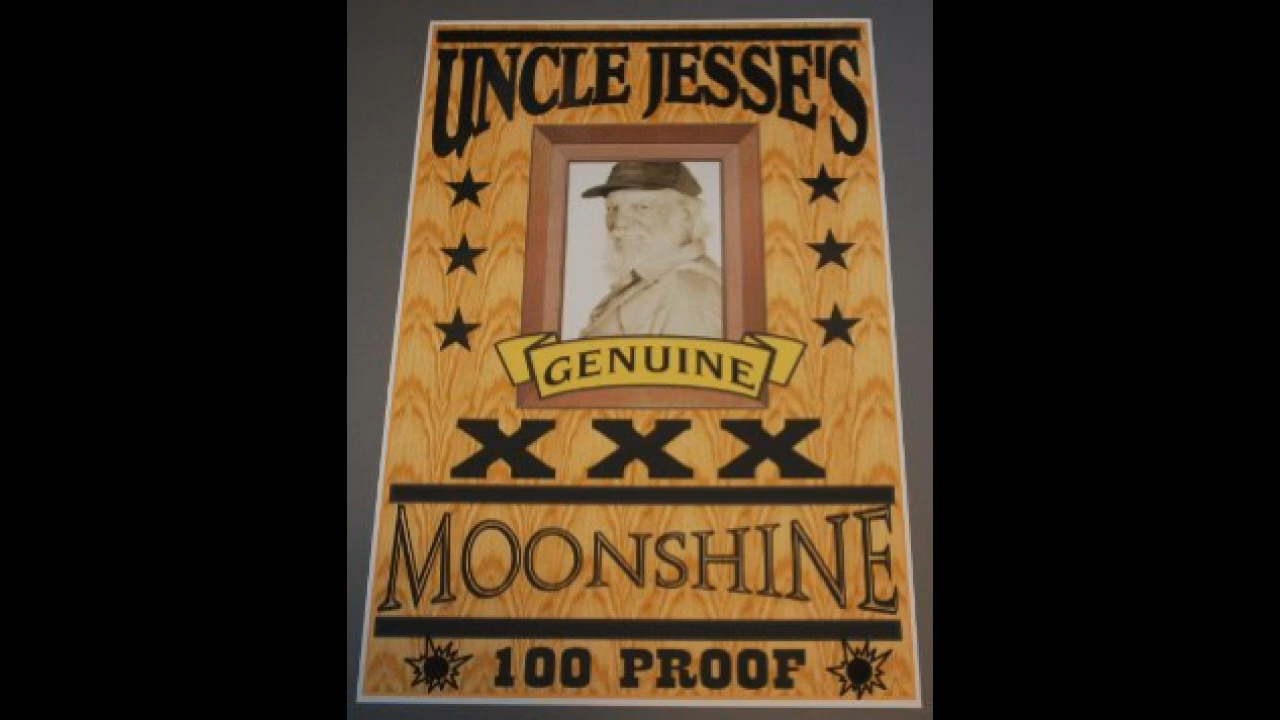 UNCLE JESSE'S
GENUINE
XXX
MOONSHINE
100 PROOF